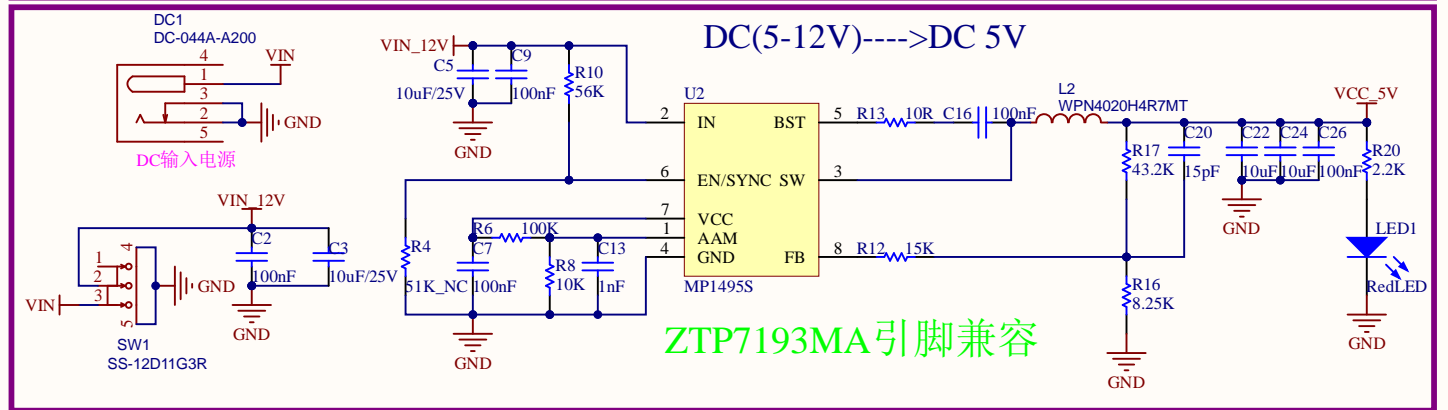 DC1
DC-044A-A200
4
1
3
2
5
VIN
GND
DC输入电源
VIN_12V
C2
100nF
C3
10uF/25V
GND
4
1
2
3
5
VIN
GND
SW1
SS-12D11G3R
DC(5-12V)---->DC 5V
VIN_12V
C5
10uF/25V
C9
100nF
R10
56K
GND
U2
2 IN
BST 5
6 EN/SYNC
SW 3
7 VCC
1 AAM
4 GND
FB 8
MP1495S
R4
51K_NC
R6
100K
C7
100nF
R8
10K
C13
1nF
GND
R13
10R
C16
100nF
L2
WPN4020H4R7MT
R17
43.2K
C20
15pF
C22
10uF
C24
10uF
C26
100nF
GND
VCC_5V
R20
2.2K
LED1
RedLED
GND
R12
15K
R16
8.25K
GND
ZTP7193MA引脚兼容